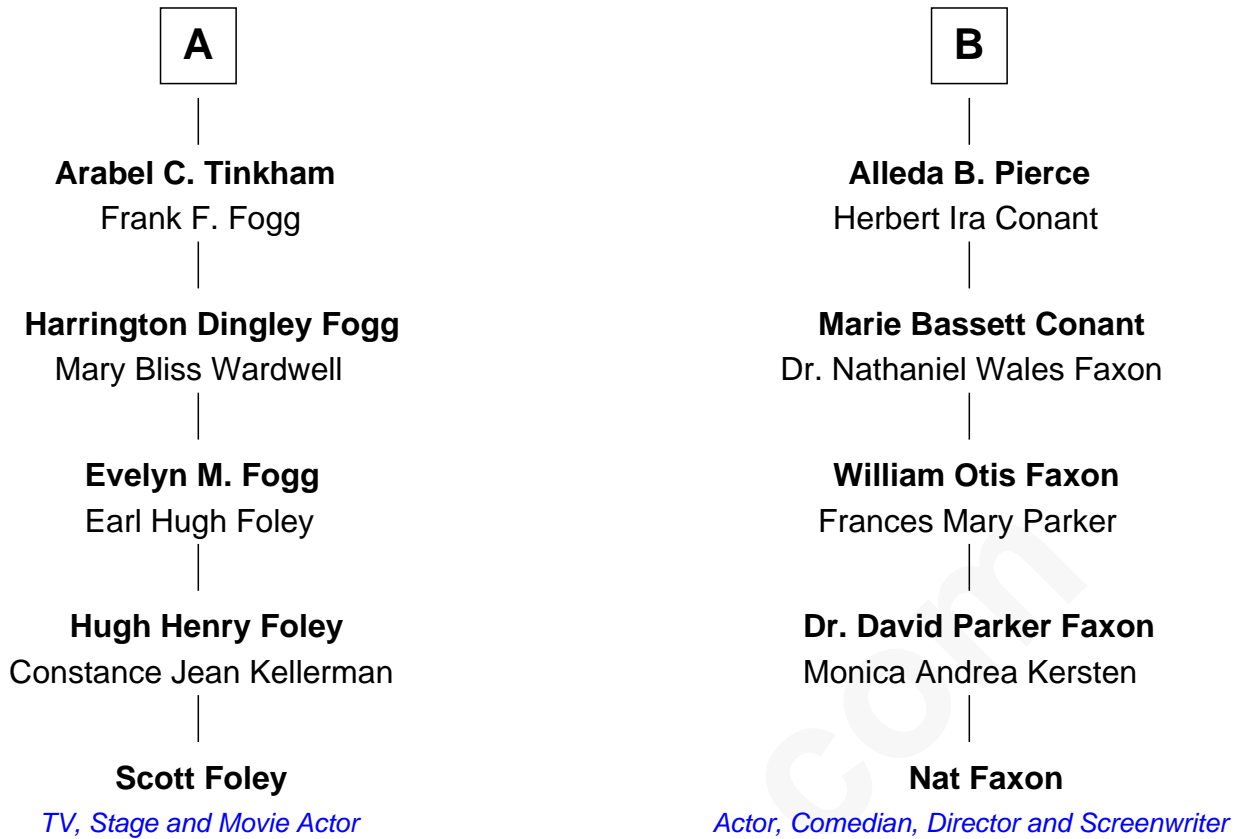 A
Arabel C. Tinkham
Frank F. Fogg
Harrington Dingley Fogg
Mary Bliss Wardwell
Evelyn M. Fogg
Earl Hugh Foley
Hugh Henry Foley
Constance Jean Kellerman
Scott Foley
TV, Stage and Movie Actor
B
Alleda B. Pierce
Herbert Ira Conant
Marie Bassett Conant
Dr. Nathaniel Wales Faxon
William Otis Faxon
Frances Mary Parker
Dr. David Parker Faxon
Monica Andrea Kersten
Nat Faxon
Actor, Comedian, Director and Screenwriter
com